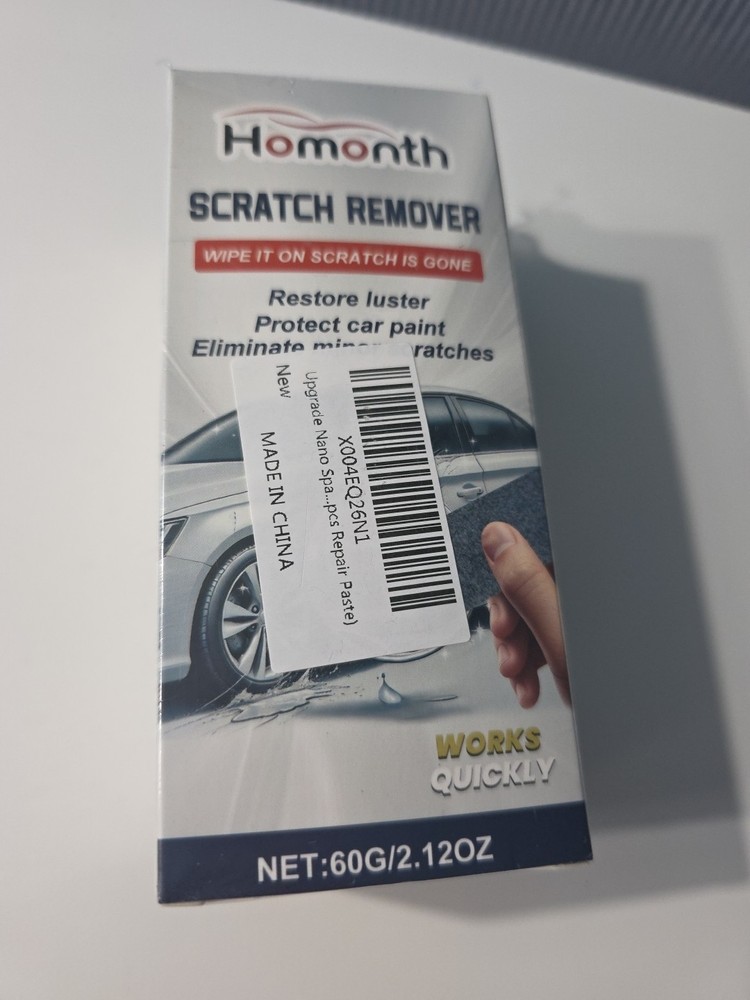 Homonth
SCRATCH REMOVER
WIPE IT ON SCRATCH IS GONE
Restore luster
Protect car paint
Eliminate ratches
X004EQ26N1
Upgrade Nano Spa...pcs Repair Paste)
New
MADE IN CHINA
WORKS
QUICKLY
NET:60G/2.12OZ